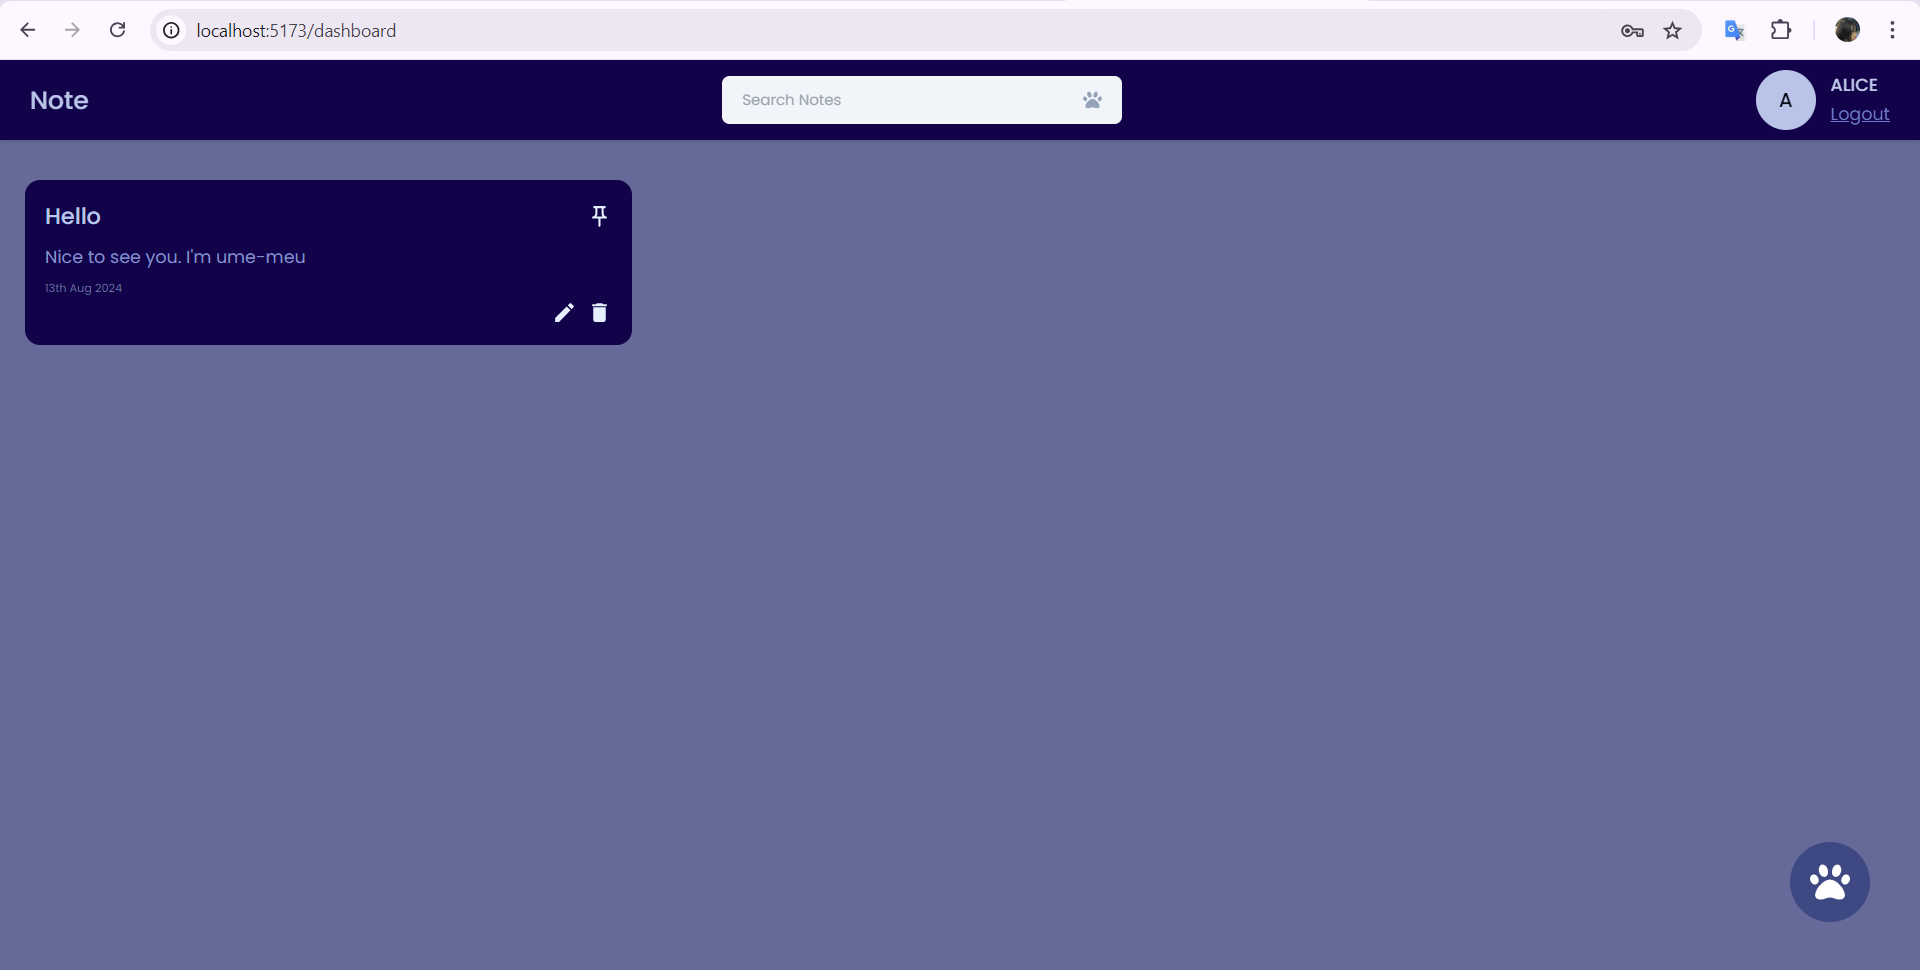 localhost:5173/dashboard
Note
Search Notes
A
ALICE
Logout
Hello
Nice to see you. I'm ume-meu
13th Aug 2024